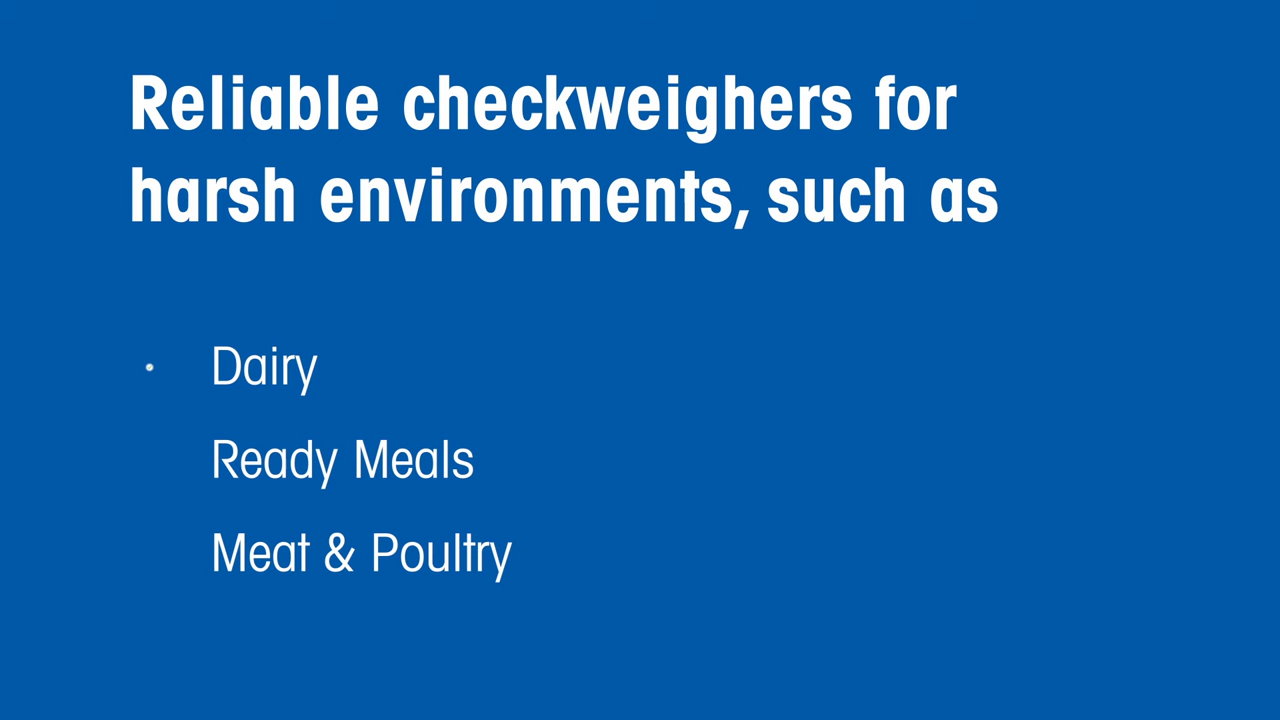 Reliable checkweighers for
harsh environments, such as
• Dairy
Ready Meals
Meat & Poultry